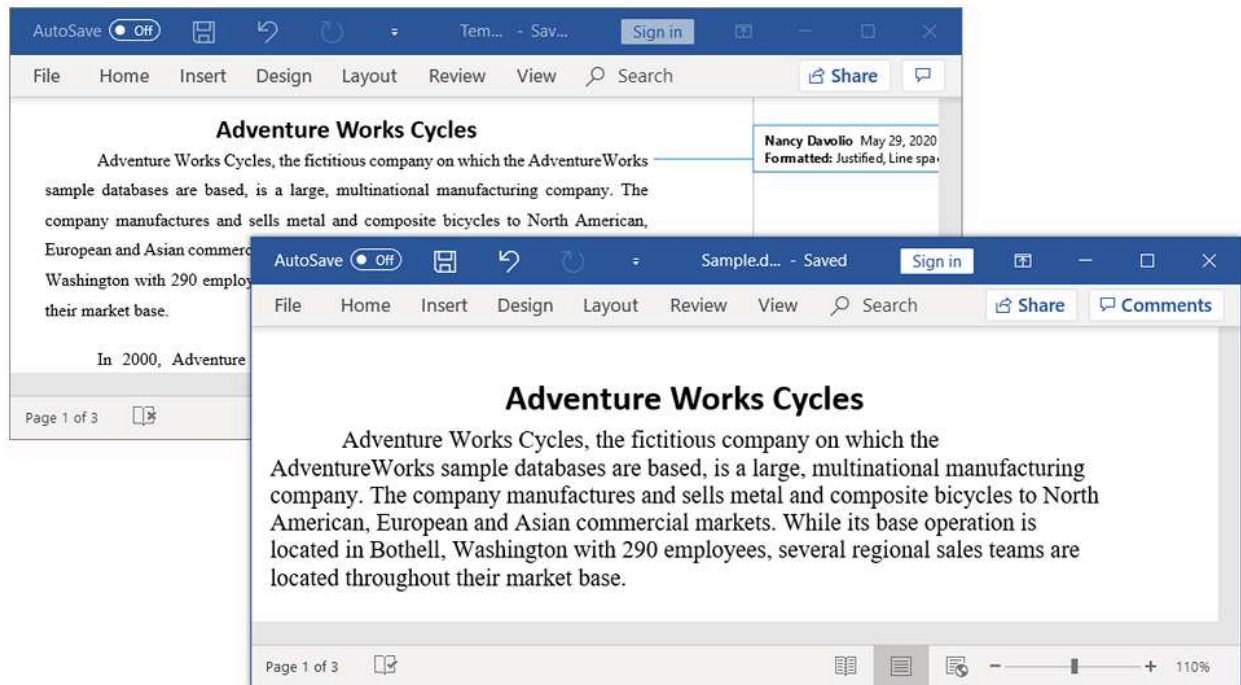 AutoSave Off Tem... - Sav... Sign in
File Home Insert Design Layout Review View Search Share
Adventure Works Cycles
Adventure Works Cycles, the fictitious company on which the AdventureWorks
sample databases are based, is a large, multinational manufacturing company. The
company manufactures and sells metal and composite bicycles to North American,
European and Asian commerc
Washington with 290 employ
their market base.
In 2000, Adventure
Nancy Davolio May 29, 2020
Formatted: Justified, Line spa
Page 1 of 3
AutoSave Off Sample.d... - Saved Sign in
File Home Insert Design Layout Review View Search Share Comments
Adventure Works Cycles
Adventure Works Cycles, the fictitious company on which the
AdventureWorks sample databases are based, is a large, multinational manufacturing
company. The company manufactures and sells metal and composite bicycles to North
American, European and Asian commercial markets. While its base operation is
located in Bothell, Washington with 290 employees, several regional sales teams are
located throughout their market base.
Page 1 of 3 110%